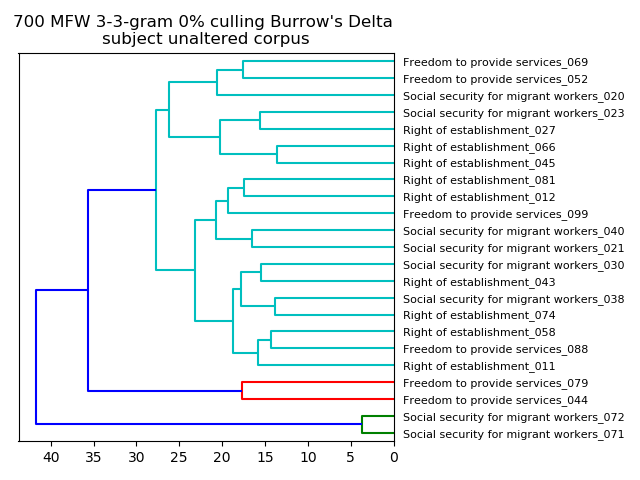 700 MFW 3-3-gram 0% culling Burrow's Delta
subject unaltered corpus
Freedom to provide services_069
Freedom to provide services_052
Social security for migrant workers_020
Social security for migrant workers_023
Right of establishment_027
Right of establishment_066
Right of establishment_045
Right of establishment_081
Right of establishment_012
Freedom to provide services_099
Social security for migrant workers_040
Social security for migrant workers_021
Social security for migrant workers_030
Right of establishment_043
Social security for migrant workers_038
Right of establishment_074
Right of establishment_058
Freedom to provide services_088
Right of establishment_011
Freedom to provide services_079
Freedom to provide services_044
Social security for migrant workers_072
Social security for migrant workers_071
40 35 30 25 20 15 10 5 0